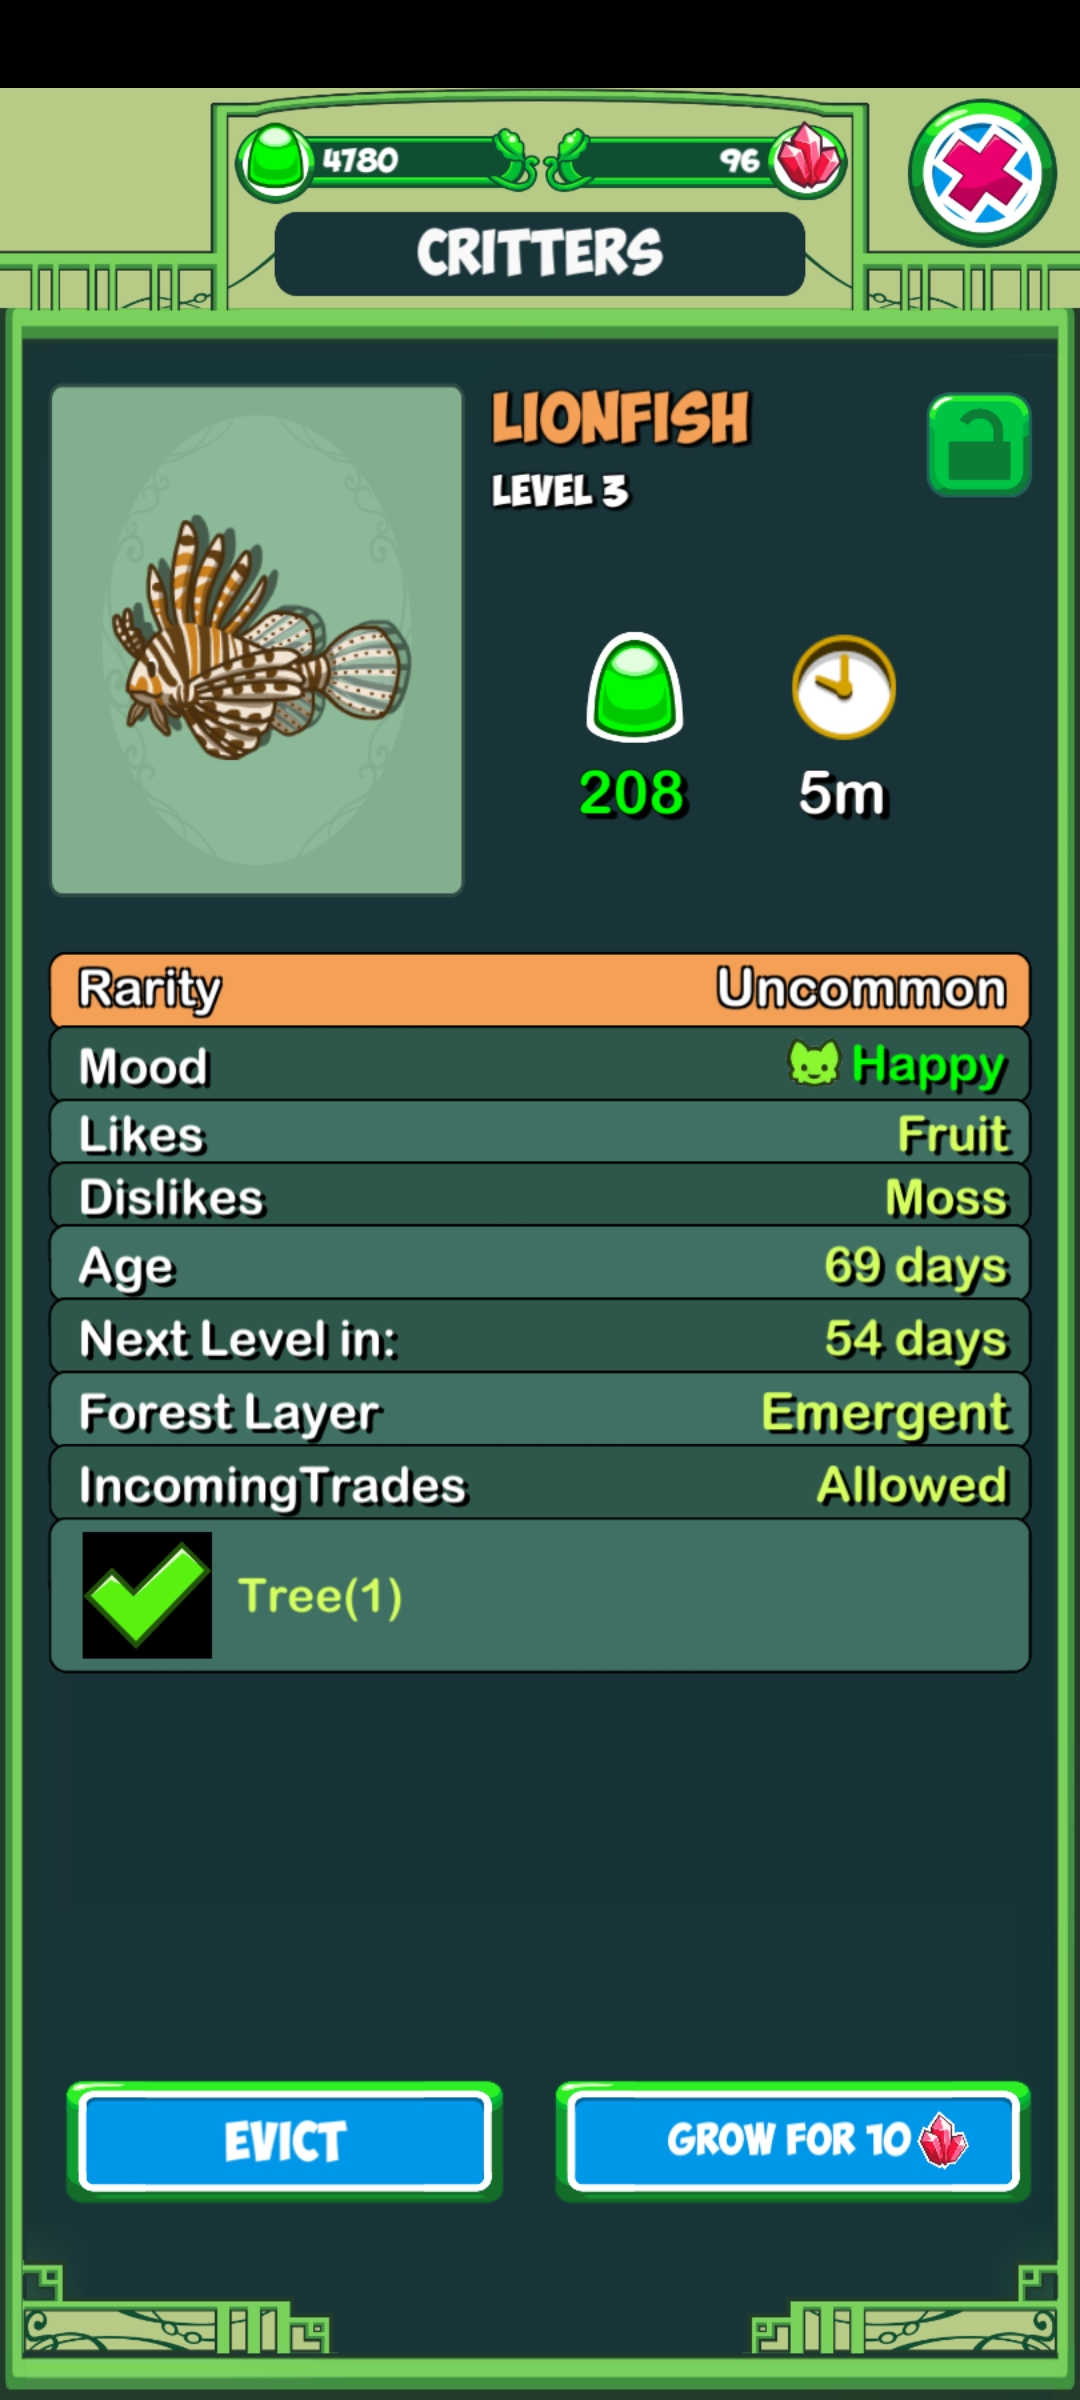 4780
96
CRITTERS
LIONFISH
LEVEL 3
208
5m
Rarity Uncommon
Mood Happy
Likes Fruit
Dislikes Moss
Age 69 days
Next Level in: 54 days
Forest Layer Emergent
IncomingTrades Allowed
Tree(1)
EVICT
GROW FOR 10